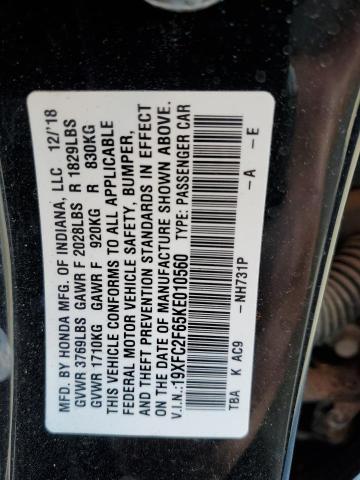 MFD. BY HONDA MFG. OF INDIANA, LLC 12/'18
GVWR 3769LBS GAWR F 2028LBS R 1829LBS
GVWR 1710KG GAWR F 920KG R 830KG
THIS VEHICLE CONFORMS TO ALL APPLICABLE
FEDERAL MOTOR VEHICLE SAFETY, BUMPER,
AND THEFT PREVENTION STANDARDS IN EFFECT
ON THE DATE OF MANUFACTURE SHOWN ABOVE.
V.I.N.:19XFC2F65KE010560 TYPE: PASSENGER CAR
-NH731P -A -E
TBA K AC9